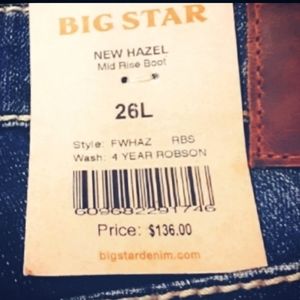 BIG STAR
NEW HAZEL
Mid Rise Boot
26L
Style: FWHAZ RBS
Wash: 4 YEAR ROBSON
609682291746
Price: $136.00
bigstardenim.com